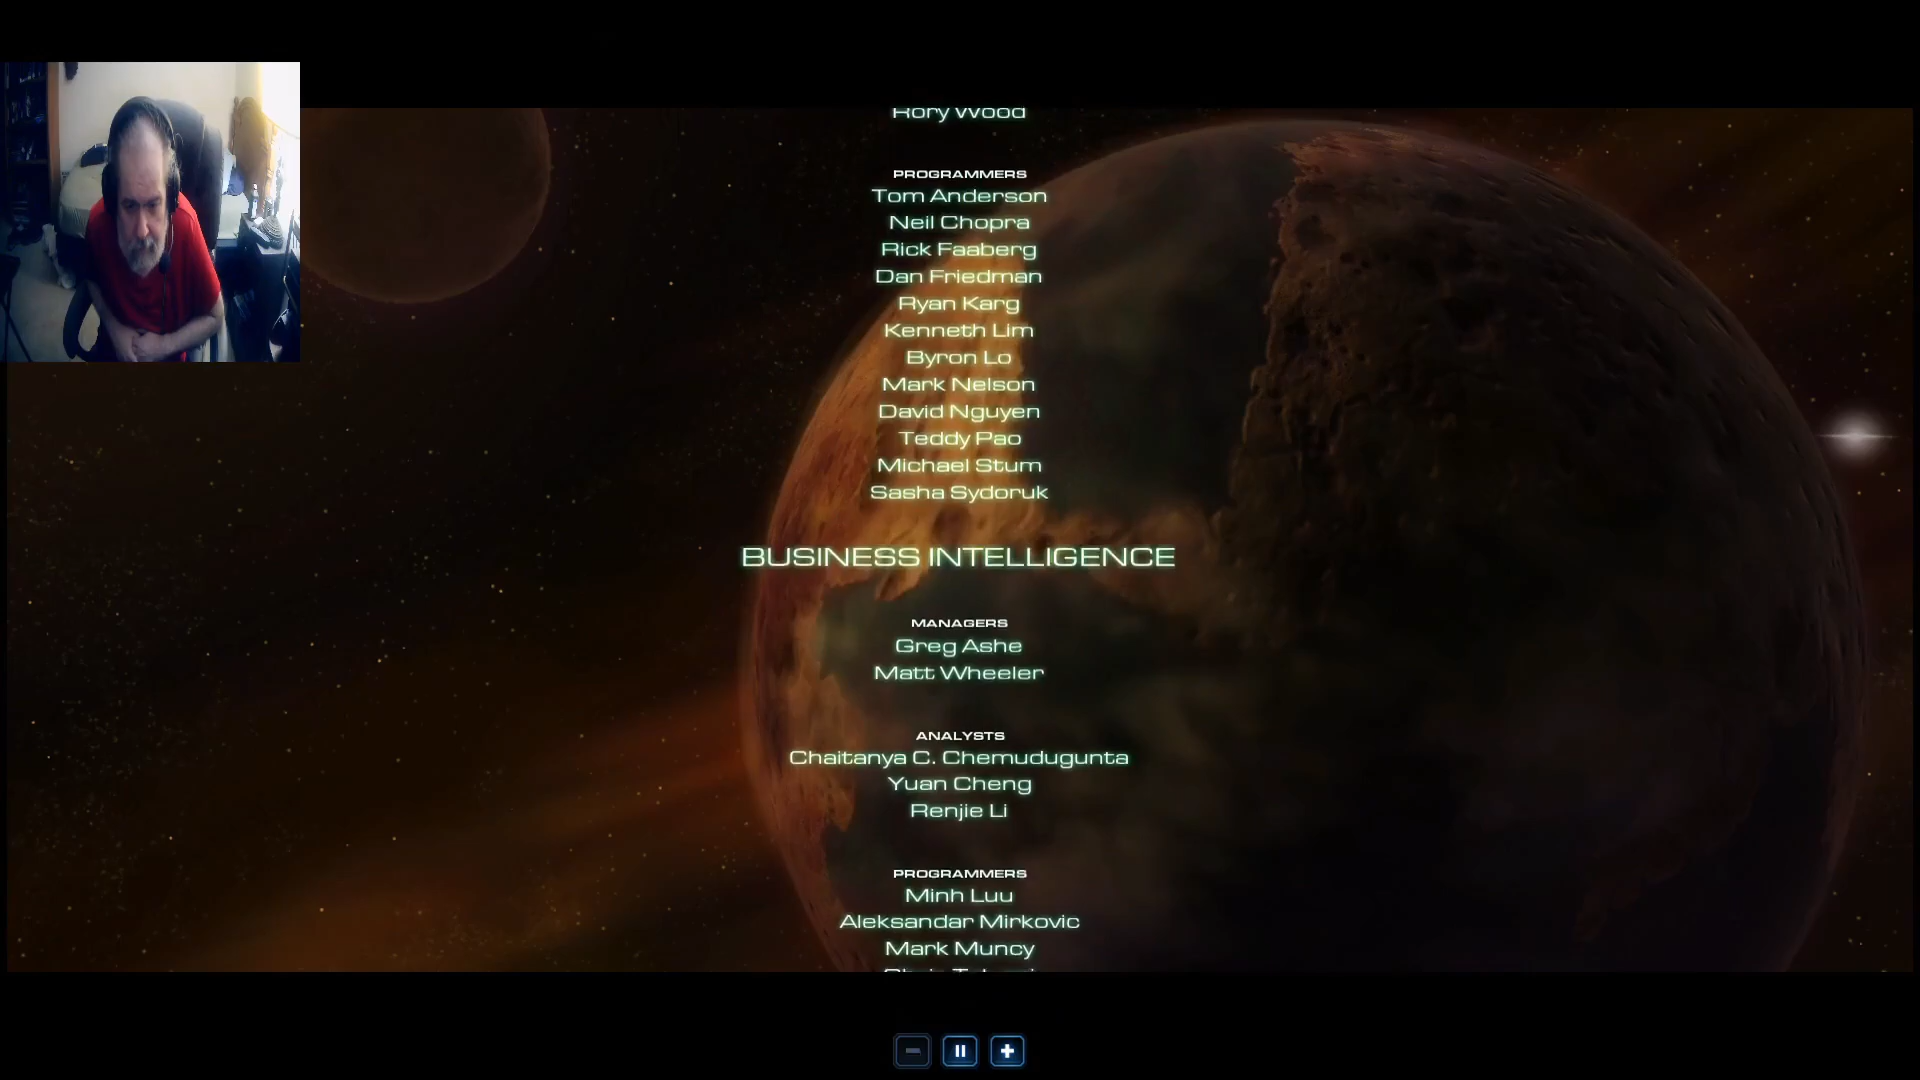 Rory Wood
PROGRAMMERS
Tom Anderson
Neil Chopra
Rick Faaberg
Dan Friedman
Ryan Karg
Kenneth Lim
Byron Lo
Mark Nelson
David Nguyen
Teddy Pao
Michael Stum
Sasha Sydoruk
BUSINESS INTELLIGENCE
MANAGERS
Greg Ashe
Matt Wheeler
ANALYSTS
Chaitanya C. Chemudugunta
Yuan Cheng
Renjie Li
PROGRAMMERS
Minh Luu
Aleksandar Mirkovic
Mark Muncy